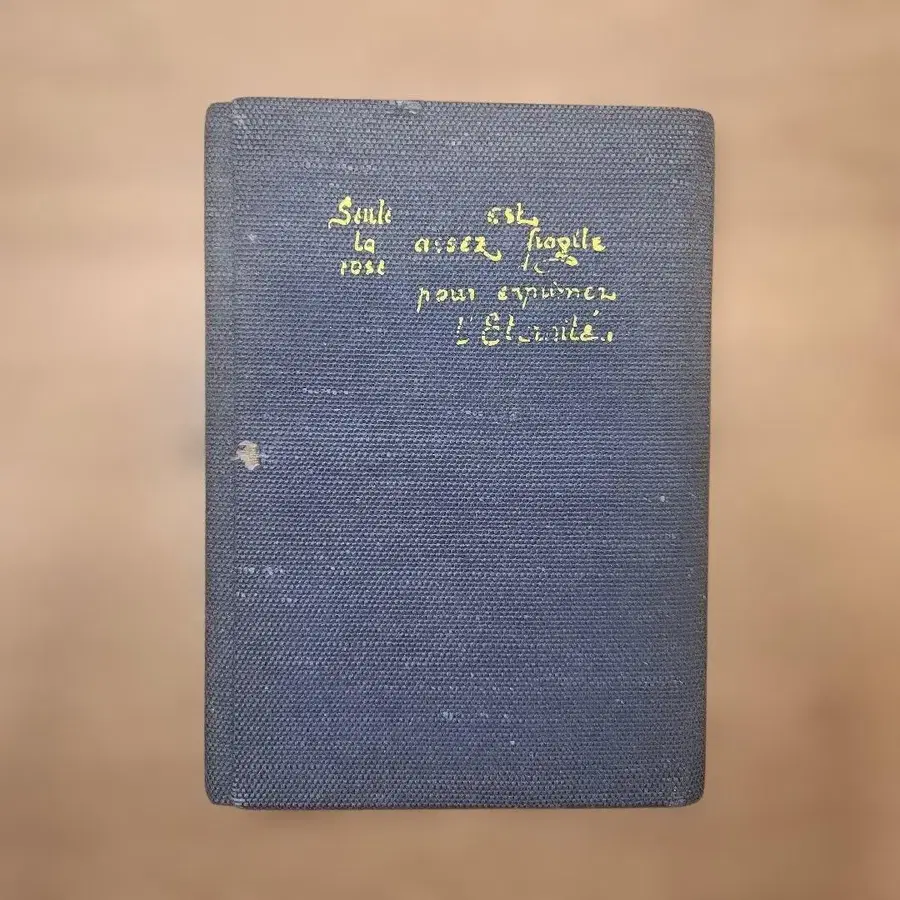 Seule est
la assez fragile
rose
pour exprimer
l'Eternité.